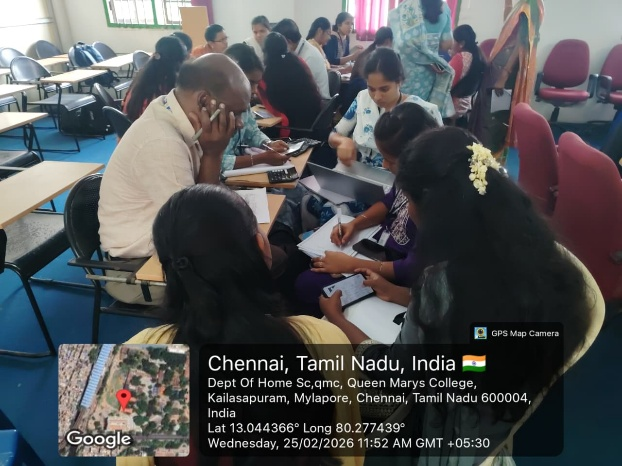 GPS Map Camera
Chennai, Tamil Nadu, India
Dept Of Home Sc,qmc, Queen Marys College,
Kailasapuram, Mylapore, Chennai, Tamil Nadu 600004,
India
Lat 13.044366° Long 80.277439°
Wednesday, 25/02/2026 11:52 AM GMT +05:30
Google